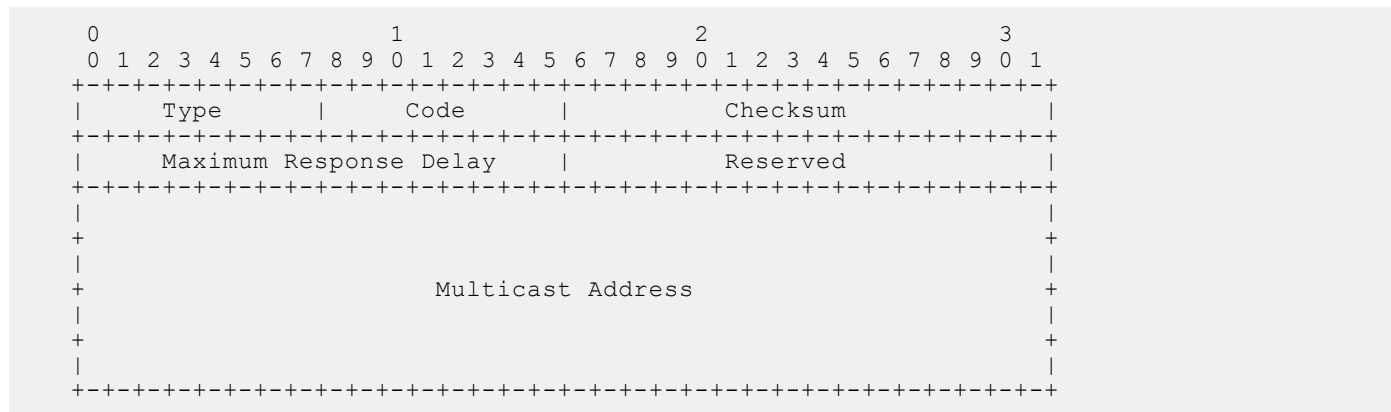 0                   1                   2                   3
 0 1 2 3 4 5 6 7 8 9 0 1 2 3 4 5 6 7 8 9 0 1 2 3 4 5 6 7 8 9 0 1
+-+-+-+-+-+-+-+-+-+-+-+-+-+-+-+-+-+-+-+-+-+-+-+-+-+-+-+-+-+-+-+-+
|     Type      |     Code      |          Checksum             |
+-+-+-+-+-+-+-+-+-+-+-+-+-+-+-+-+-+-+-+-+-+-+-+-+-+-+-+-+-+-+-+-+
|     Maximum Response Delay    |          Reserved             |
+-+-+-+-+-+-+-+-+-+-+-+-+-+-+-+-+-+-+-+-+-+-+-+-+-+-+-+-+-+-+-+-+
|                                                               |
+                                                               +
|                                                               |
+                       Multicast Address                       +
|                                                               |
+                                                               +
|                                                               |
+-+-+-+-+-+-+-+-+-+-+-+-+-+-+-+-+-+-+-+-+-+-+-+-+-+-+-+-+-+-+-+-+